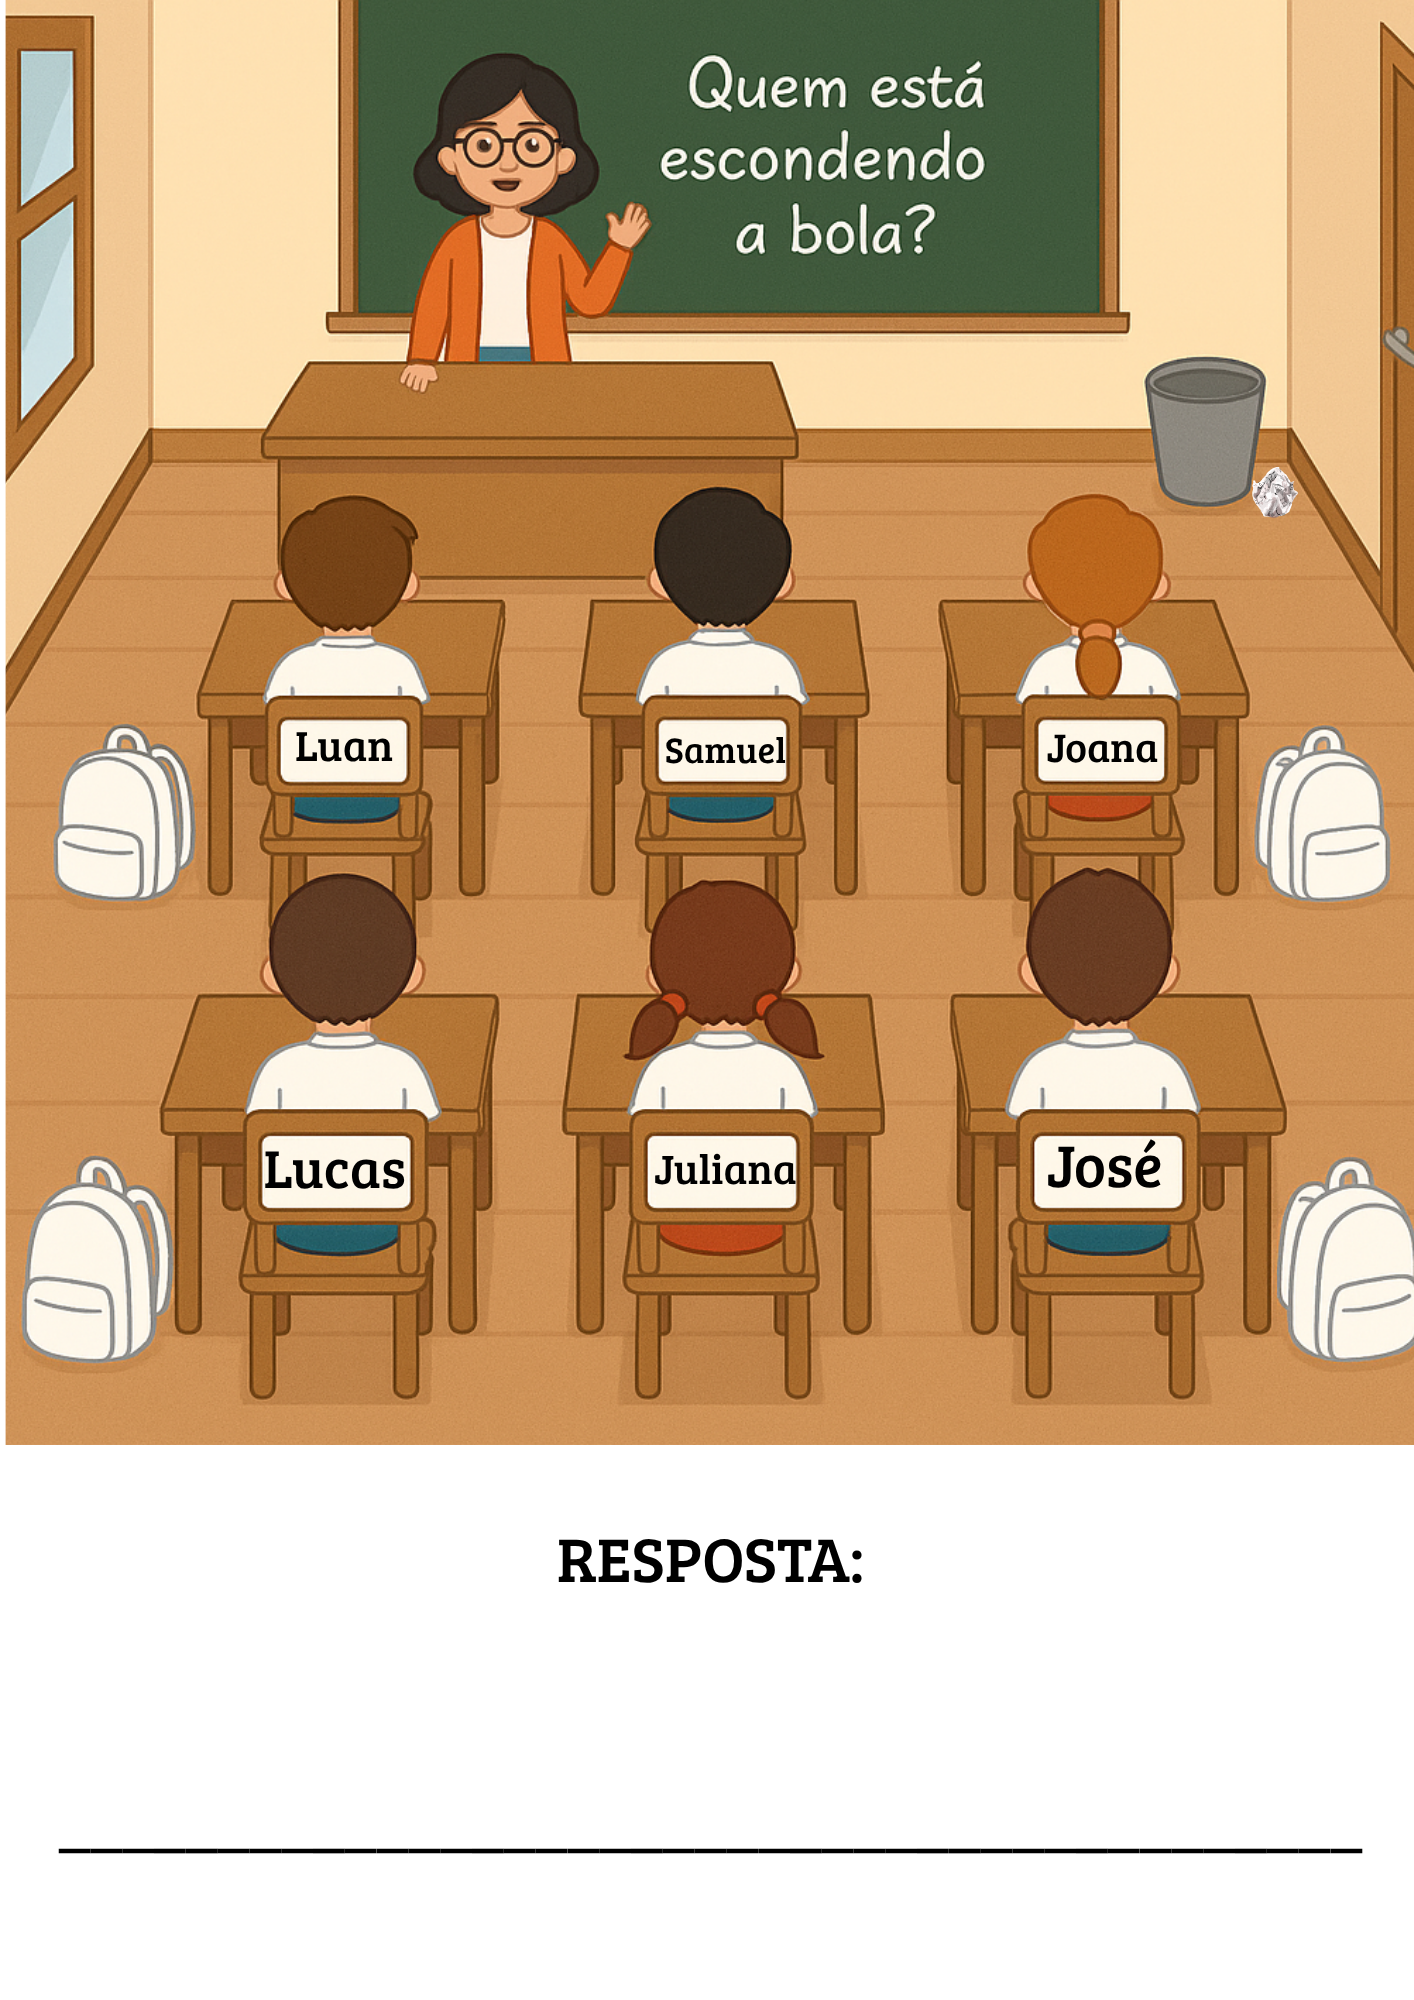 Quem está
escondendo
a bola?
Luan
Samuel
Joana
Lucas
Juliana
José
RESPOSTA: